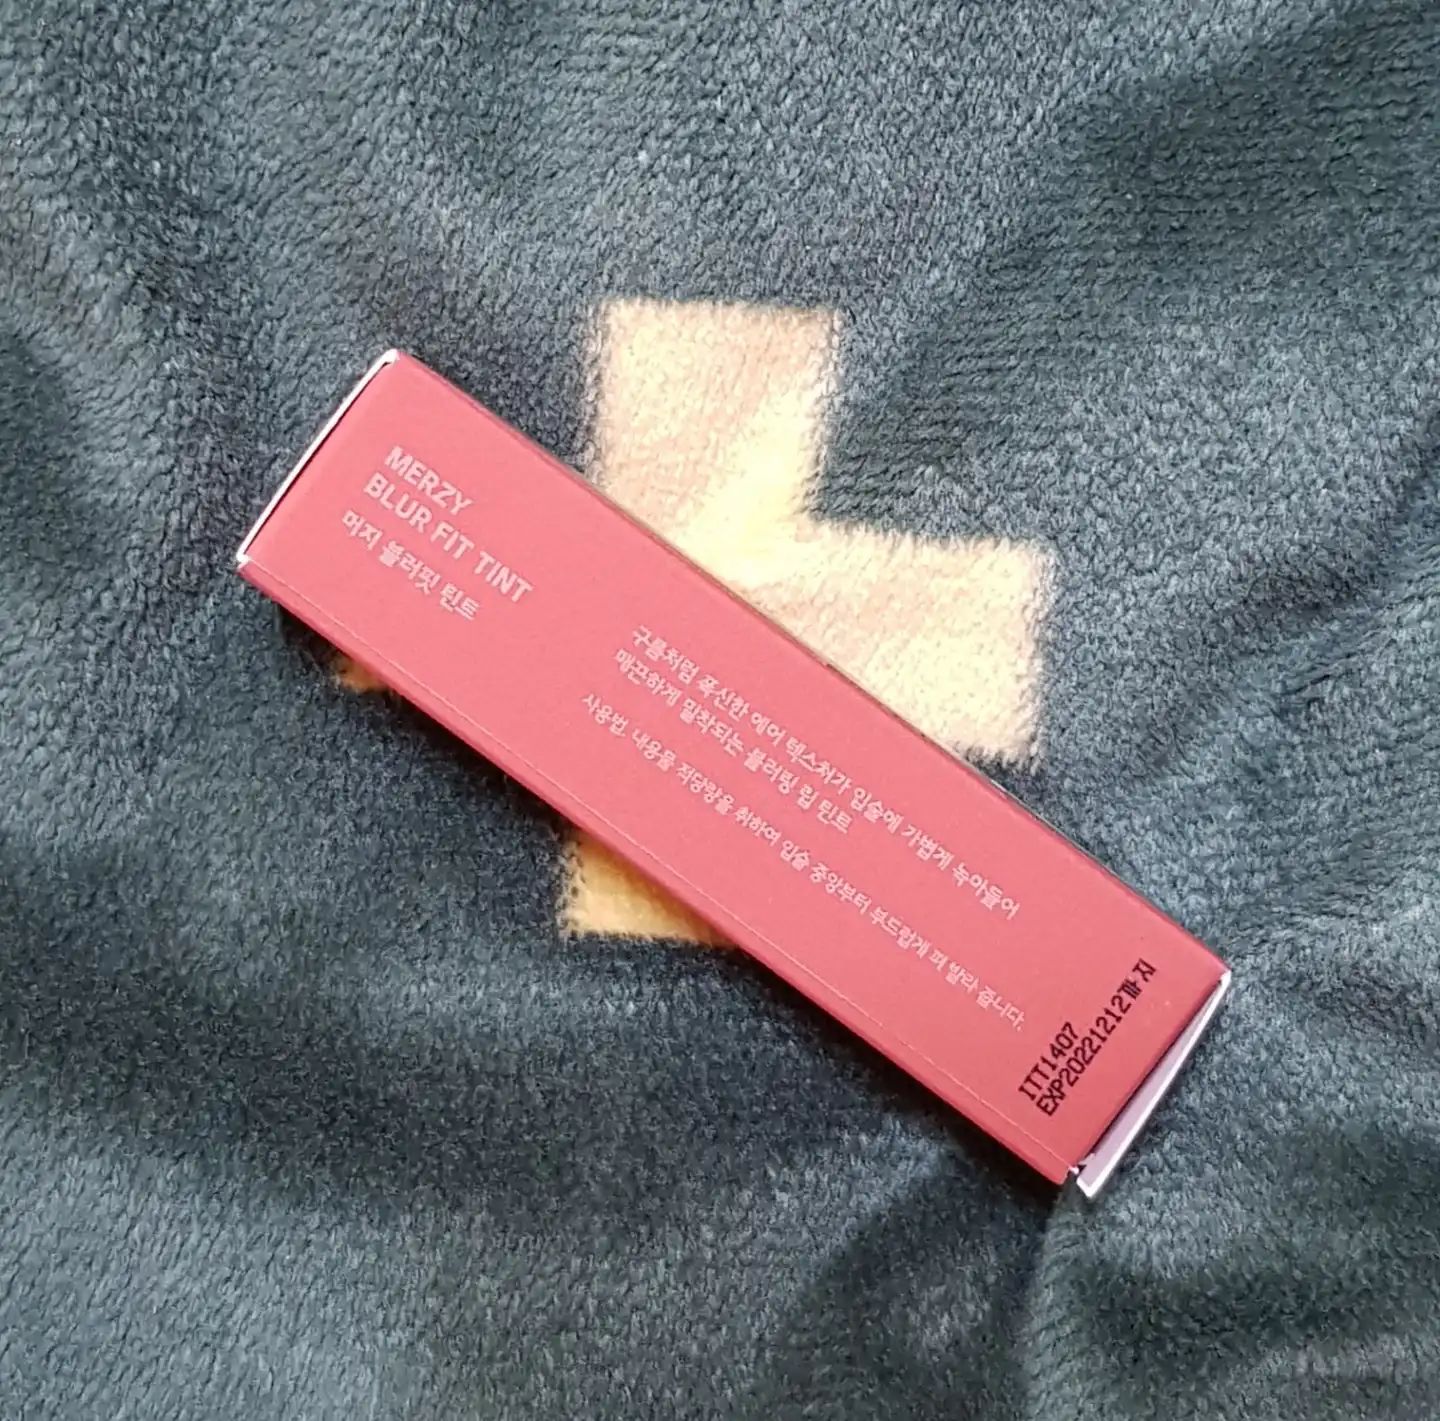 MERZY
BLUR FIT TINT
머지 블러핏 틴트
구름처럼 폭신한 에어 텍스처가 입술에 가볍게 녹아들어
매끈하게 밀착되는 블러링 립 틴트
사용법. 내용물 적당량을 취하여 입술 중앙부터 부드럽게 펴 발라 줍니다.
ITT1407
EXP20221212까지